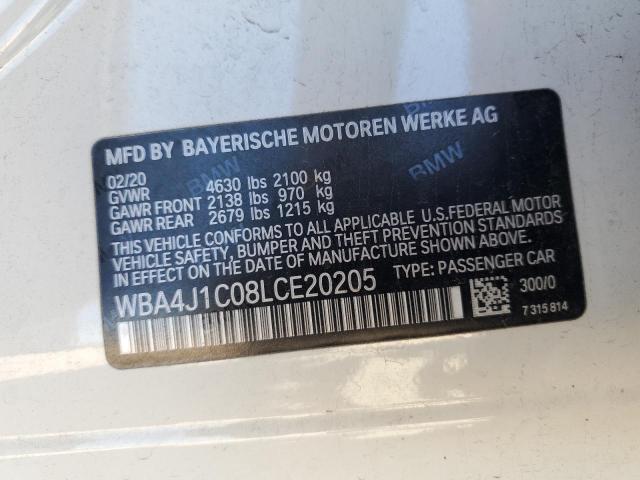 MFD BY BAYERISCHE MOTOREN WERKE AG
02/20
GVWR 4630 lbs 2100 kg
GAWR FRONT 2138 lbs 970 kg
GAWR REAR 2679 lbs 1215 kg
THIS VEHICLE CONFORMS TO ALL APPLICABLE U.S.FEDERAL MOTOR
VEHICLE SAFETY, BUMPER AND THEFT PREVENTION STANDARDS
IN EFFECT ON THE DATE OF MANUFACTURE SHOWN ABOVE.
WBA4J1C08LCE20205 TYPE: PASSENGER CAR
300/0
7 315 814
BMW
BMW